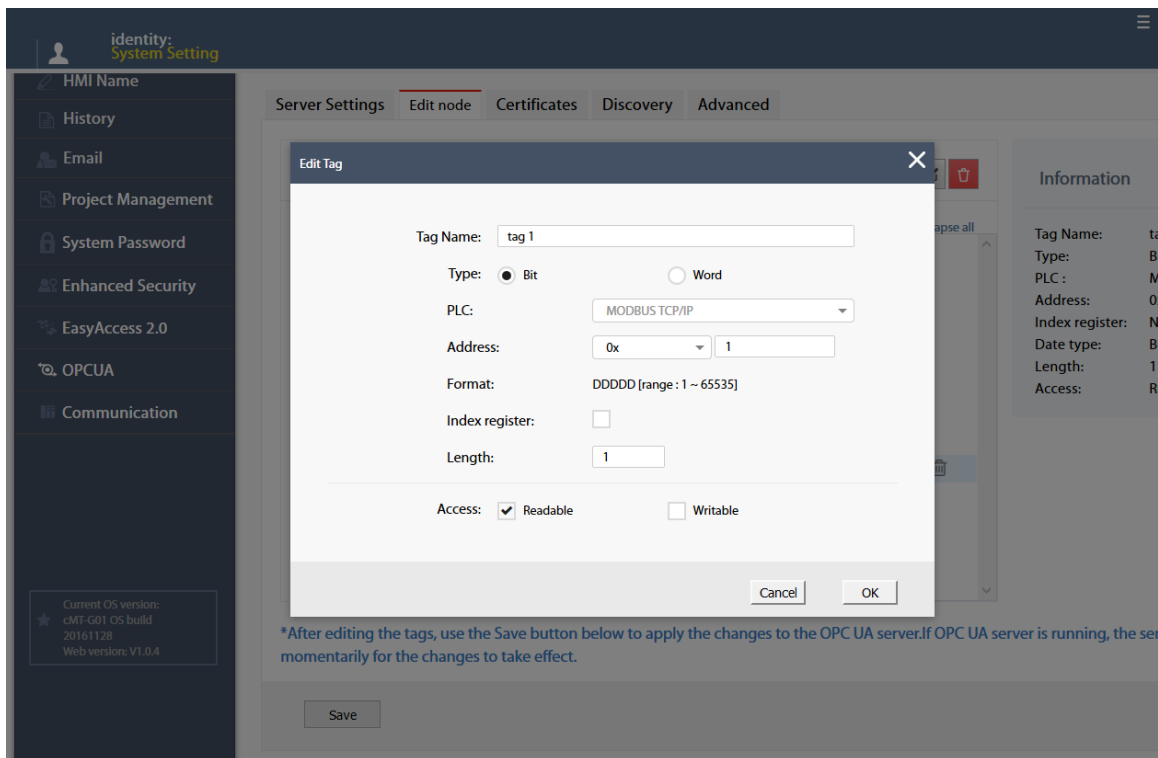 identity:
System Setting
HMI Name
History
Email
Project Management
System Password
Enhanced Security
EasyAccess 2.0
OPCUA
Communication
Current OS version:
cMT-G01 OS build
20161128
Web version: V1.0.4
Server Settings Edit node Certificates Discovery Advanced
Edit Tag
Tag Name: tag 1
Type: Bit Word
PLC: MODBUS TCP/IP
Address: 0x 1
Format: DDDDD [range : 1 ~ 65535]
Index register:
Length: 1
Access: Readable Writable
Cancel OK
apse all
Information
Tag Name: ta
Type: B
PLC : M
Address: 0
Index register: N
Date type: B
Length: 1
Access: R
*After editing the tags, use the Save button below to apply the changes to the OPC UA server.If OPC UA server is running, the ser
momentarily for the changes to take effect.
Save